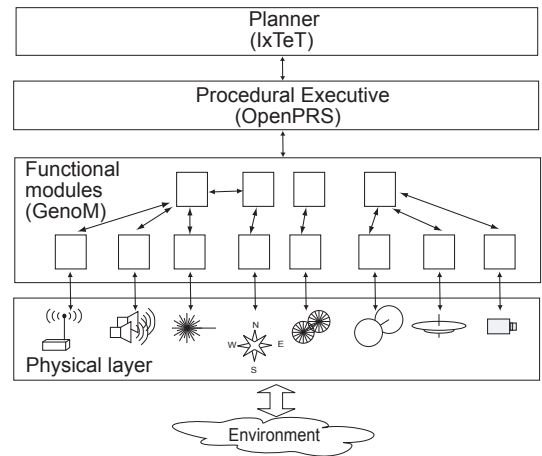 Planner
(IxTeT)
Procedural Executive
(OpenPRS)
Functional
modules
(GenoM)
N
W E
S
Physical layer
Environment